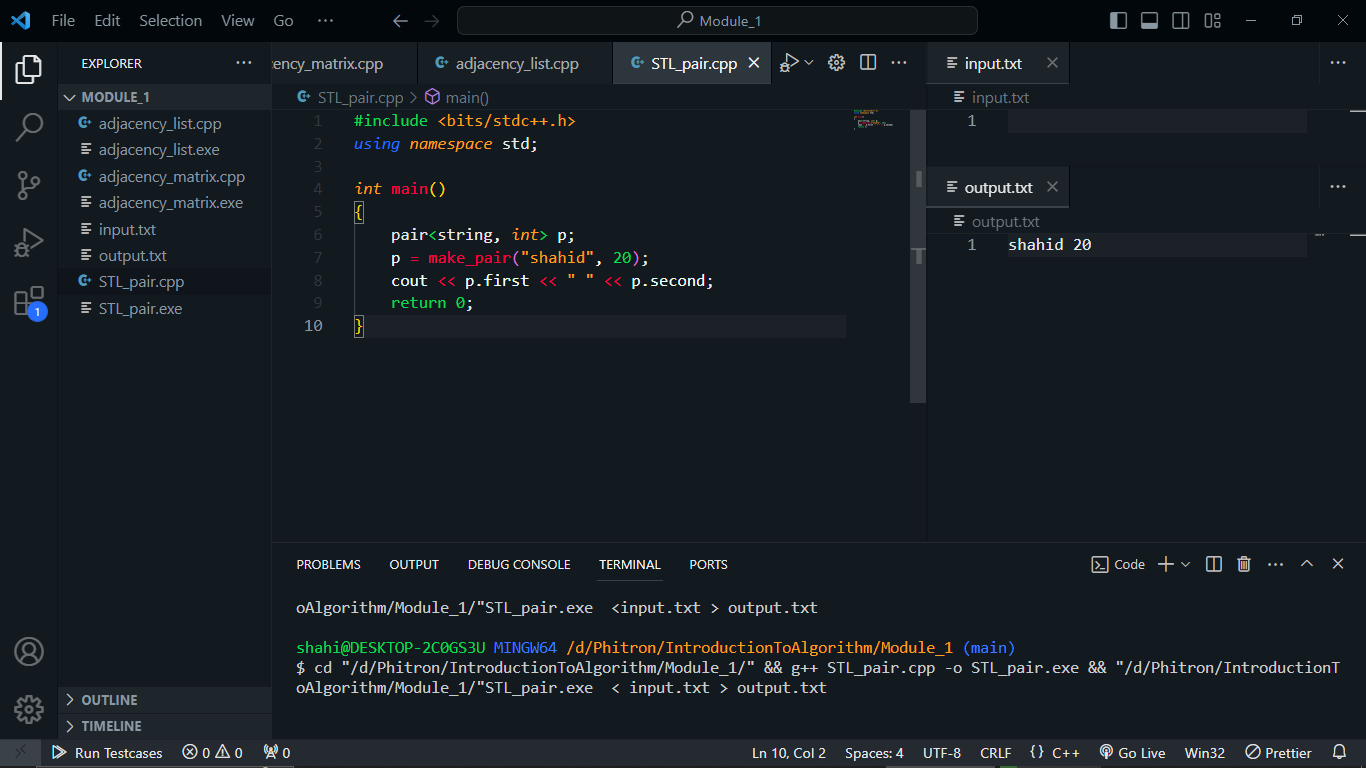 File Edit Selection View Go ··· Module_1
EXPLORER ···
MODULE_1
adjacency_list.cpp
adjacency_list.exe
adjacency_matrix.cpp
adjacency_matrix.exe
input.txt
output.txt
STL_pair.cpp
STL_pair.exe
1
OUTLINE
TIMELINE
cency_matrix.cpp adjacency_list.cpp STL_pair.cpp
STL_pair.cpp > main()
1 #include <bits/stdc++.h>
2 using namespace std;
3
4 int main()
5 {
6 pair<string, int> p;
7 p = make_pair("shahid", 20);
8 cout << p.first << " " << p.second;
9 return 0;
10 }
input.txt ···
input.txt
1
output.txt ···
output.txt
1 shahid 20
PROBLEMS OUTPUT DEBUG CONSOLE TERMINAL PORTS Code ···
oAlgorithm/Module_1/"STL_pair.exe  <input.txt > output.txt
shahi@DESKTOP-2C0GS3U MINGW64 /d/Phitron/IntroductionToAlgorithm/Module_1 (main)
$ cd "/d/Phitron/IntroductionToAlgorithm/Module_1/" && g++ STL_pair.cpp -o STL_pair.exe && "/d/Phitron/IntroductionT
oAlgorithm/Module_1/"STL_pair.exe  < input.txt > output.txt
Run Testcases 0 0 0 Ln 10, Col 2 Spaces: 4 UTF-8 CRLF {} C++ Go Live Win32 Prettier